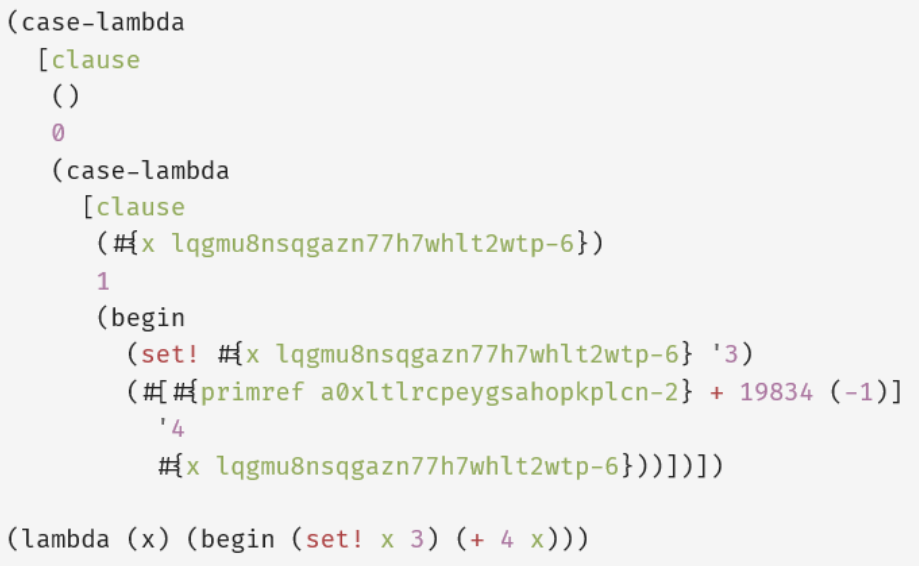 (case-lambda
[clause
()
0
(case-lambda
[clause
(#{x lqgmu8nsqgazn77h7whlt2wtp-6})
1
(begin
(set! #{x lqgmu8nsqgazn77h7whlt2wtp-6} '3)
(#[#{primref a0xltlrcpeygsahopkplcn-2} + 19834 (-1)]
'4
#{x lqgmu8nsqgazn77h7whlt2wtp-6}))])])
(lambda (x) (begin (set! x 3) (+ 4 x)))